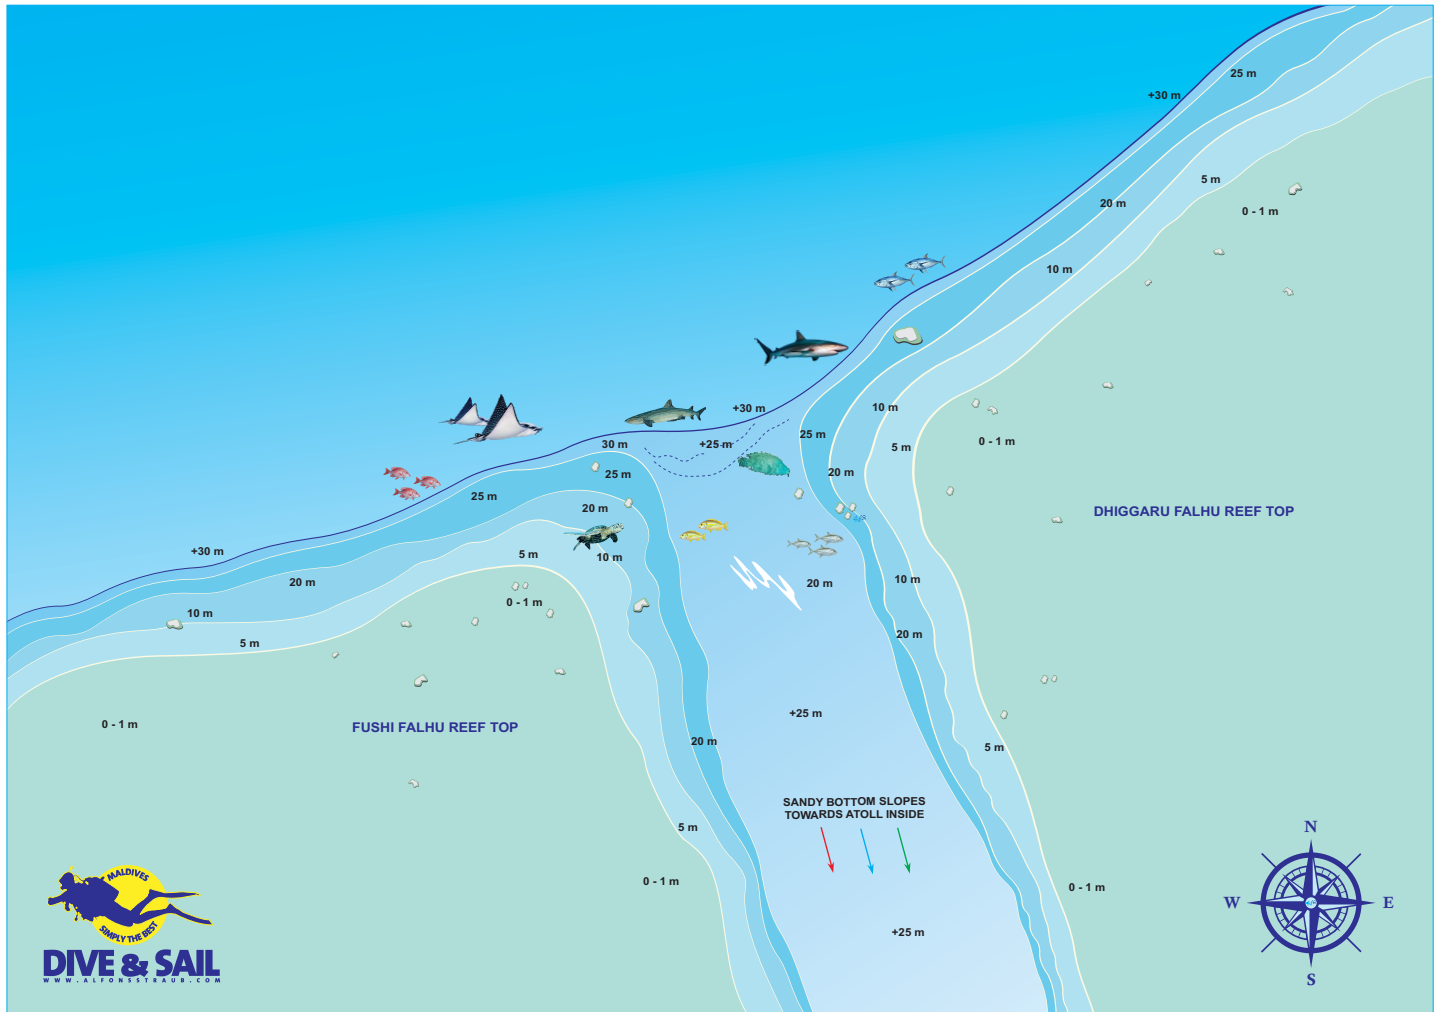 25 m
+30 m
5 m
0 - 1 m
20 m
10 m
+30 m
10 m
25 m
5 m
0 - 1 m
30 m
+25 m
25 m
20 m
25 m
20 m
DHIGGARU FALHU REEF TOP
+30 m
5 m
10 m
20 m
20 m
10 m
0 - 1 m
10 m
20 m
5 m
+25 m
0 - 1 m
FUSHI FALHU REEF TOP
20 m
5 m
SANDY BOTTOM SLOPES
TOWARDS ATOLL INSIDE
5 m
N
0 - 1 m
0 - 1 m
W
E
+25 m
S
MALDIVES
SIMPLY THE BEST
DIVE & SAIL
WWW.ALFONSSTRAUB.COM